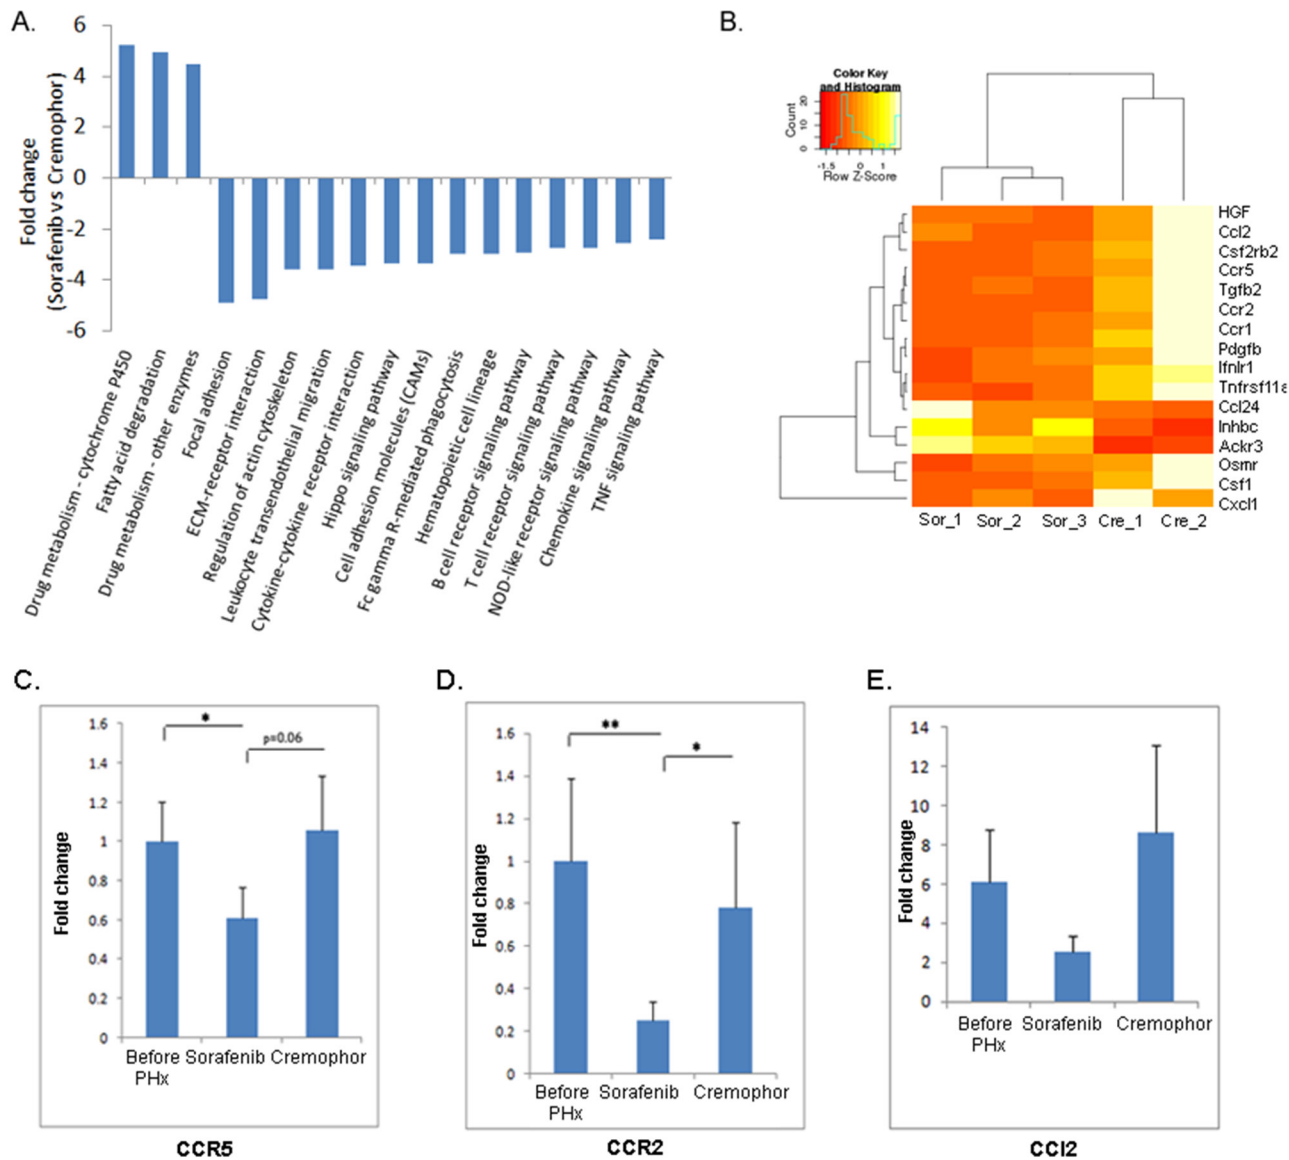 A.
Fold change
(Sorafenib vs Cremophor)
6
4
2
0
-2
-4
-6
Drug metabolism - cytochrome P450
Fatty acid degradation
Drug metabolism - other enzymes
Focal adhesion
ECM-receptor interaction
Regulation of actin cytoskeleton
Leukocyte transendothelial migration
Cytokine-cytokine receptor interaction
Hippo signaling pathway
Cell adhesion molecules (CAMs)
Fc gamma R-mediated phagocytosis
Hematopoietic cell lineage
B cell receptor signaling pathway
T cell receptor signaling pathway
NOD-like receptor signaling pathway
Chemokine signaling pathway
TNF signaling pathway
B.
Color Key
and Histogram
Count
0 10 20
-1.5 0 1
Row Z-Score
HGF
Ccl2
Csf2rb2
Ccr5
Tgfb2
Ccr2
Ccr1
Pdgfb
Ifnlr1
Tnfrsf11a
Ccl24
Inhbc
Ackr3
Osmr
Csf1
Cxcl1
Sor_1 Sor_2 Sor_3 Cre_1 Cre_2
C.
Fold change
1.6
1.4
1.2
1
0.8
0.6
0.4
0.2
0
*
p=0.06
Before PHx
Sorafenib
Cremophor
CCR5
D.
Fold change
1.6
1.4
1.2
1
0.8
0.6
0.4
0.2
0
**
*
Before PHx
Sorafenib
Cremophor
CCR2
E.
Fold change
14
12
10
8
6
4
2
0
Before PHx
Sorafenib
Cremophor
CCl2